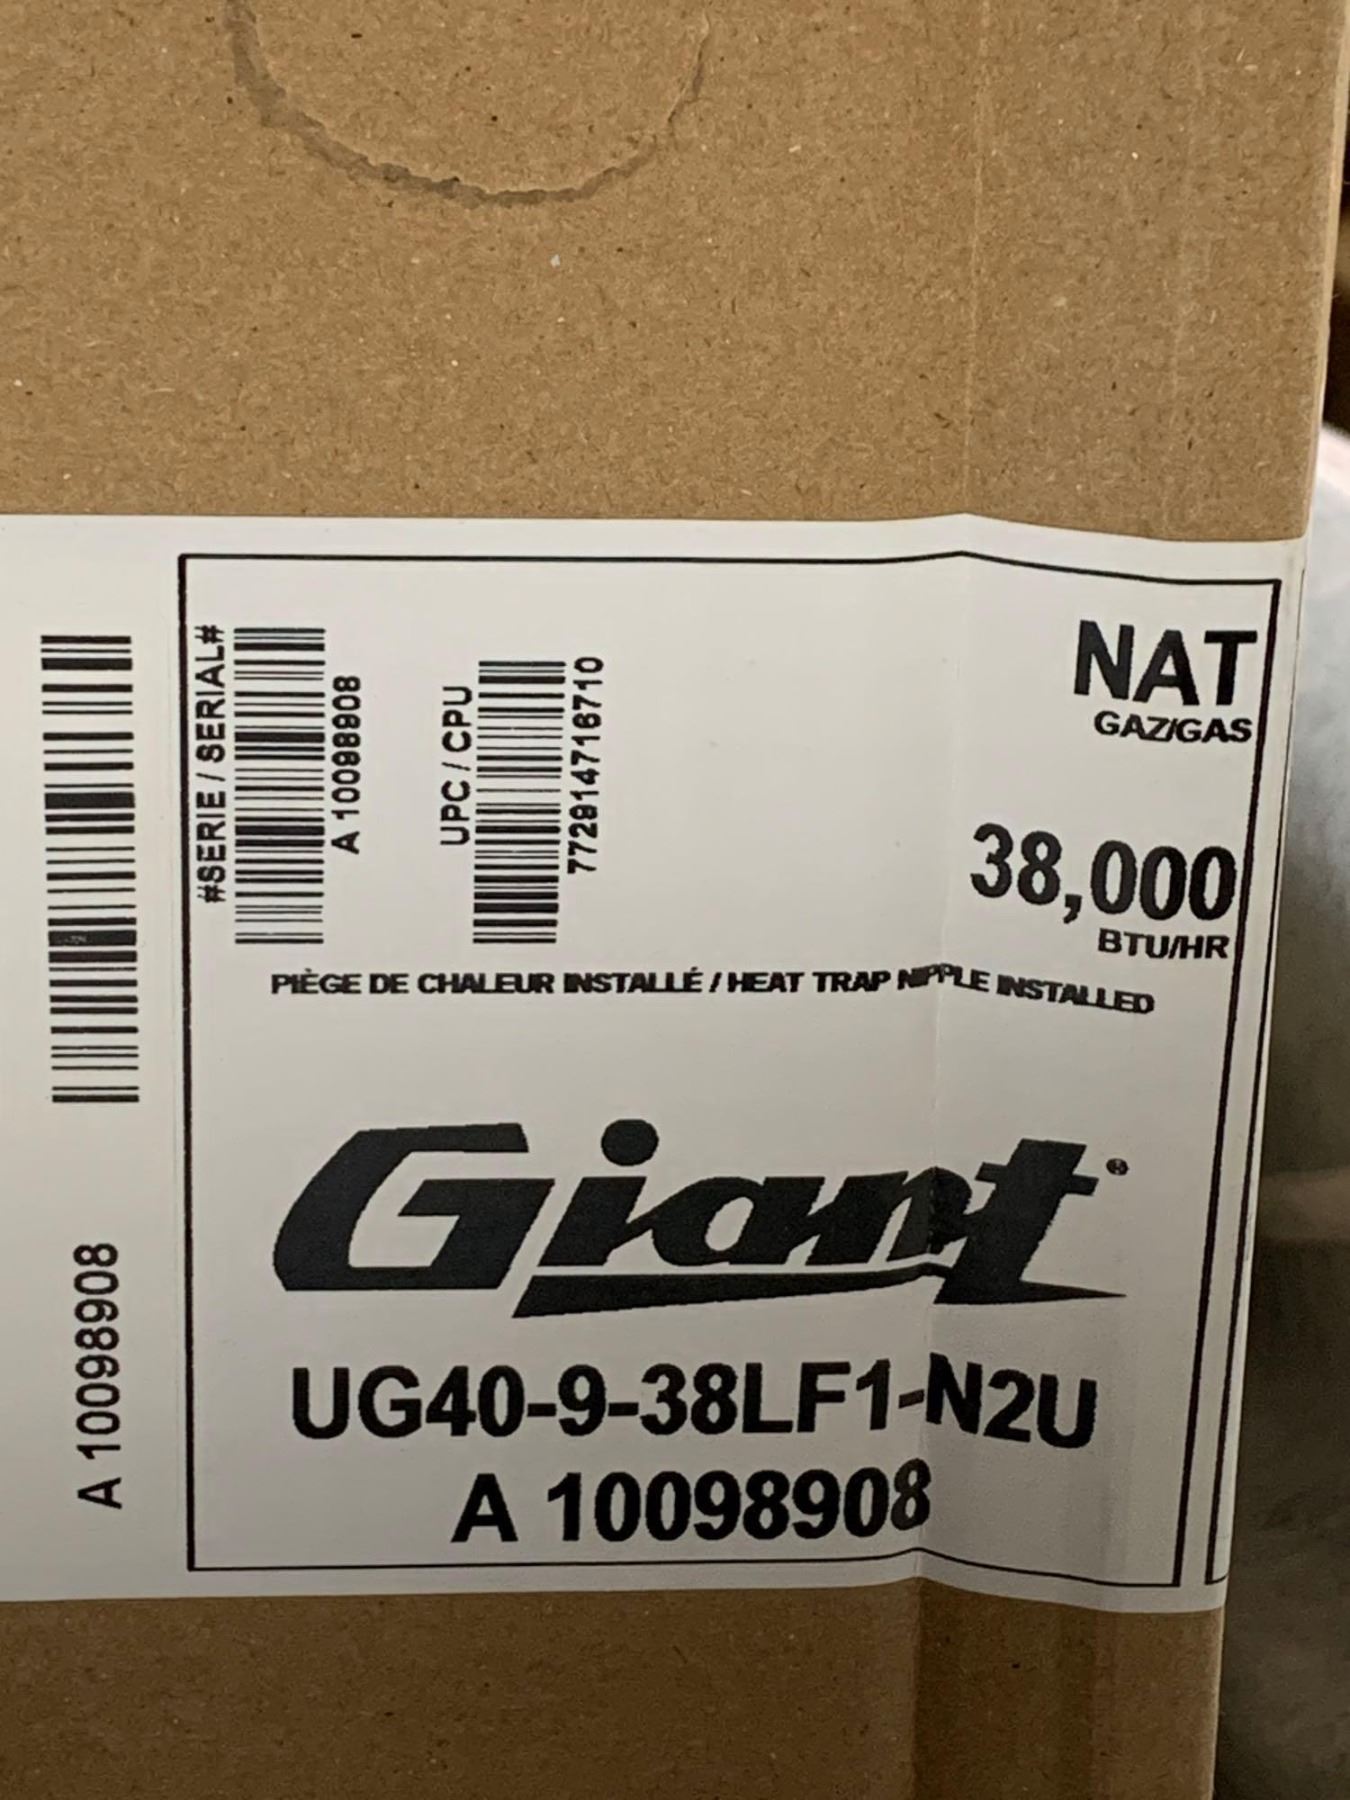 #SERIE / SERIAL#
A 10098908
UPC / CPU
772914716710
NAT
GAZ/GAS
38,000
BTU/HR
PIÈGE DE CHALEUR INSTALLÉ / HEAT TRAP NIPPLE INSTALLED
Giant®
UG40-9-38LF1-N2U
A 10098908
A 10098908